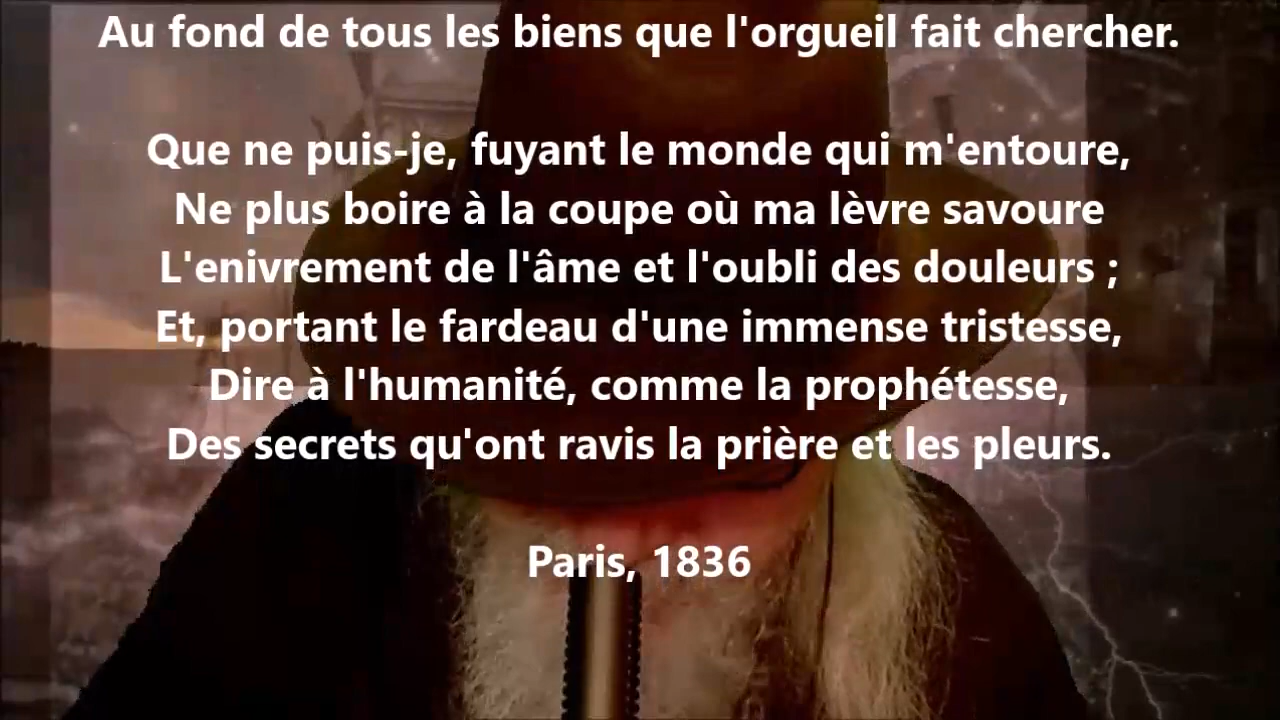 Au fond de tous les biens que l'orgueil fait chercher.
Que ne puis-je, fuyant le monde qui m'entoure,
Ne plus boire à la coupe où ma lèvre savoure
L'enivrement de l'âme et l'oubli des douleurs ;
Et, portant le fardeau d'une immense tristesse,
Dire à l'humanité, comme la prophétesse,
Des secrets qu'ont ravis la prière et les pleurs.
Paris, 1836